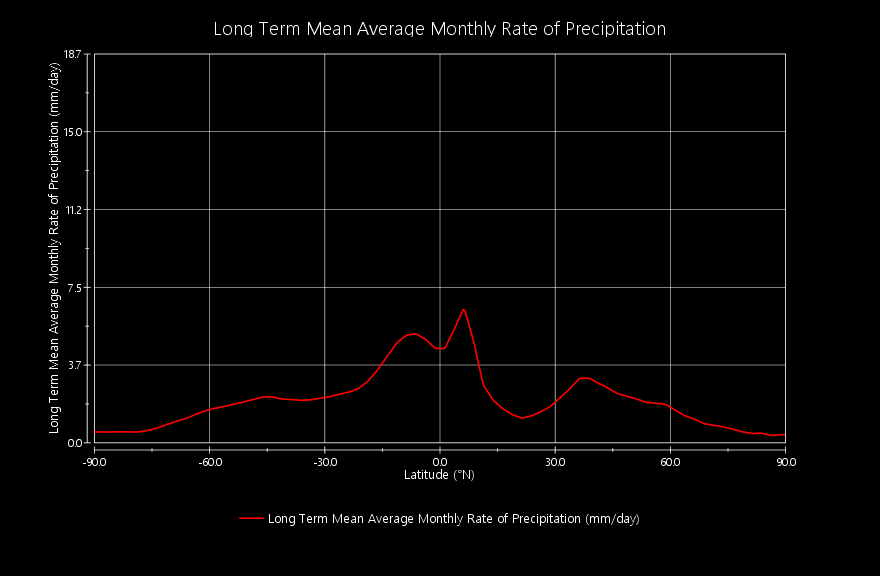 Long Term Mean Average Monthly Rate of Precipitation
Long Term Mean Average Monthly Rate of Precipitation (mm/day)
18.7
15.0
11.2
7.5
3.7
0.0
-90.0 -60.0 -30.0 0.0 30.0 60.0 90.0
Latitude (°N)
Long Term Mean Average Monthly Rate of Precipitation (mm/day)